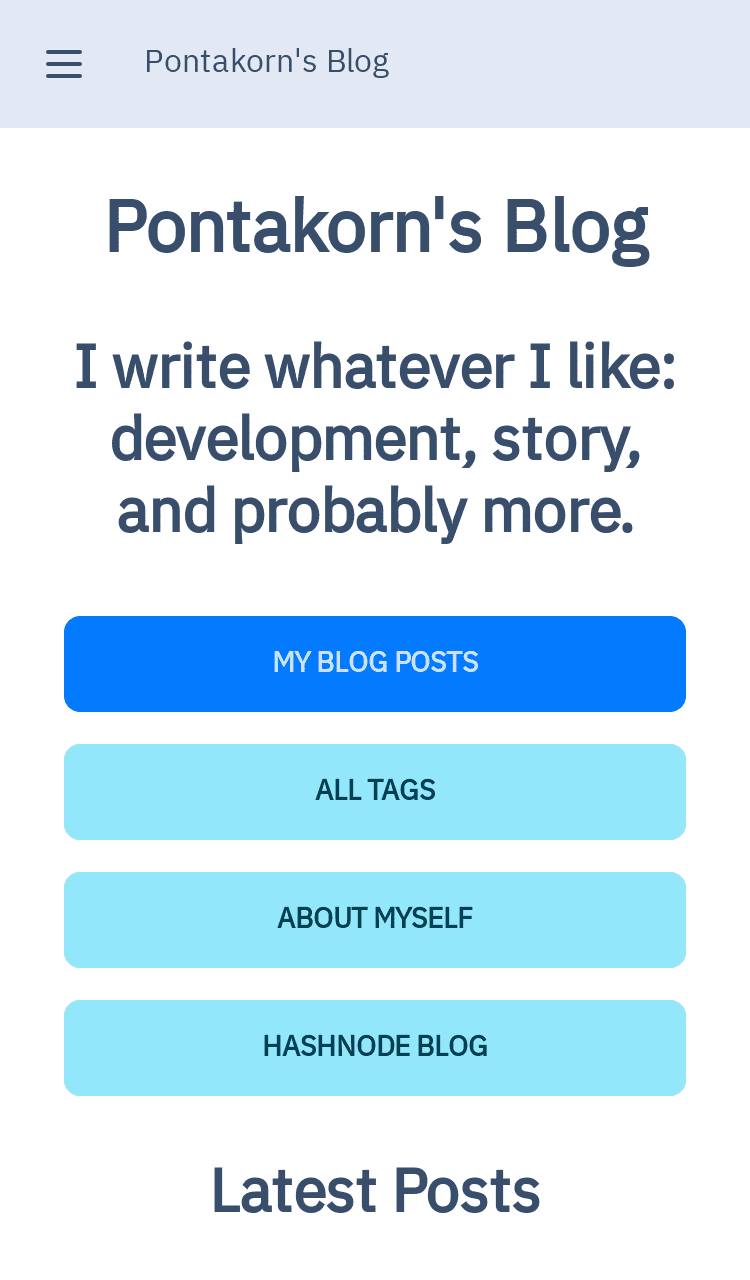 Pontakorn's Blog
Pontakorn's Blog
I write whatever I like:
development, story,
and probably more.
MY BLOG POSTS
ALL TAGS
ABOUT MYSELF
HASHNODE BLOG
Latest Posts